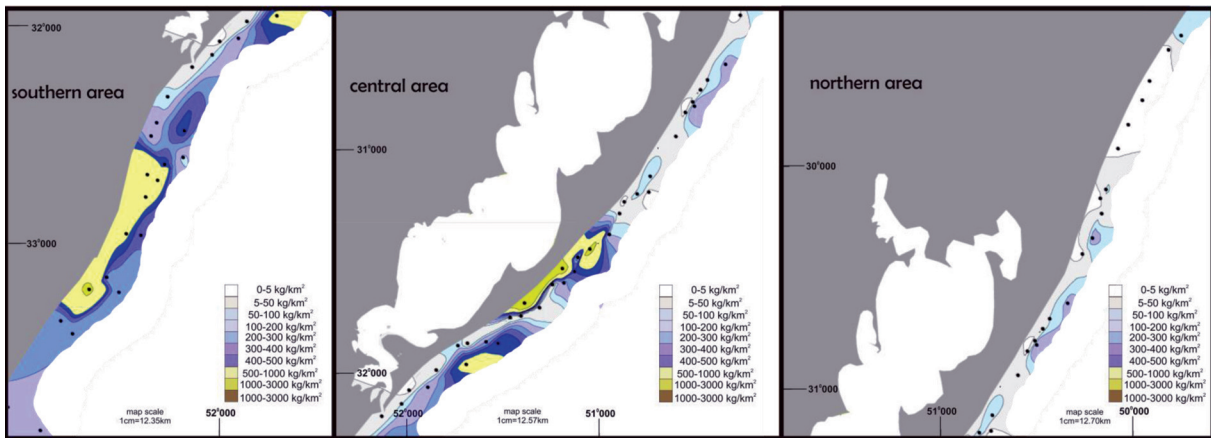 32°000
southern area
33°000
0-5 kg/km²
5-50 kg/km²
50-100 kg/km²
100-200 kg/km²
200-300 kg/km²
300-400 kg/km²
400-500 kg/km²
500-1000 kg/km²
1000-3000 kg/km²
1000-3000 kg/km²
map scale
1cm=12.35km
52°000
central area
31°000
32°000
0-5 kg/km²
5-50 kg/km²
50-100 kg/km²
100-200 kg/km²
200-300 kg/km²
300-400 kg/km²
400-500 kg/km²
500-1000 kg/km²
1000-3000 kg/km²
1000-3000 kg/km²
52°000
51°000
map scale
1cm=12.57km
northern area
30°000
31°000
0-5 kg/km²
5-50 kg/km²
50-100 kg/km²
100-200 kg/km²
200-300 kg/km²
300-400 kg/km²
400-500 kg/km²
500-1000 kg/km²
1000-3000 kg/km²
1000-3000 kg/km²
51°000
50°000
map scale
1cm=12.70km